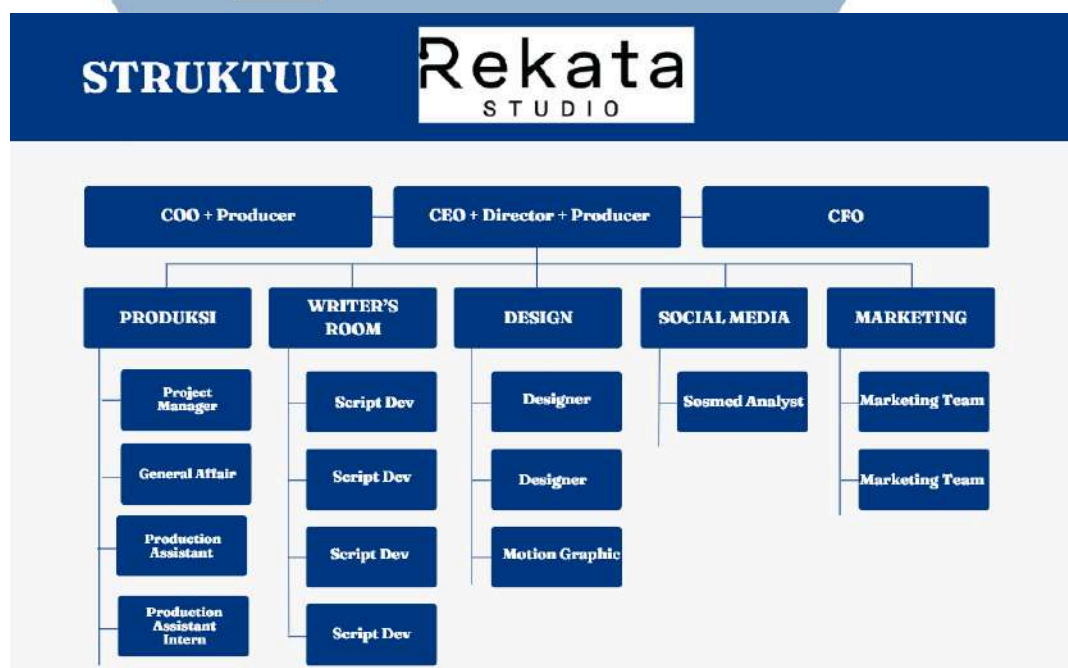 STRUKTUR
Rekata
STUDIO
COO + Producer
CEO + Director + Producer
CFO
PRODUKSI
WRITER'S
ROOM
DESIGN
SOCIAL MEDIA
MARKETING
Project
Manager
Script Dev
Designer
Sosmed Analyst
Marketing Team
General Affair
Script Dev
Designer
Marketing Team
Production
Assistant
Script Dev
Motion Graphic
Production
Assistant
Intern
Script Dev